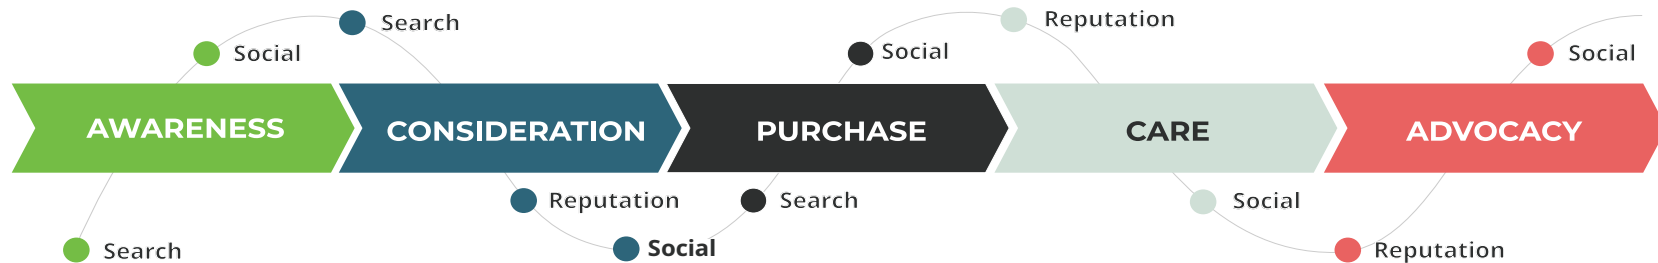 Search
Social
AWARENESS
Search
CONSIDERATION
Reputation
Social
Search
PURCHASE
Social
Reputation
CARE
Social
Reputation
ADVOCACY
Social